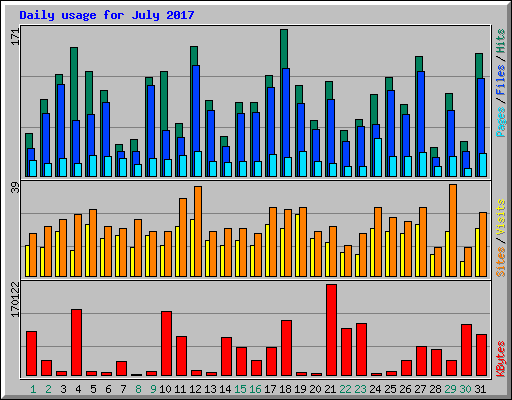 Daily usage for July 2017
171
Pages / Files / Hits
39
Sites / Visits
170122
KBytes
1 2 3 4 5 6 7 8 9 10 11 12 13 14 15 16 17 18 19 20 21 22 23 24 25 26 27 28 29 30 31